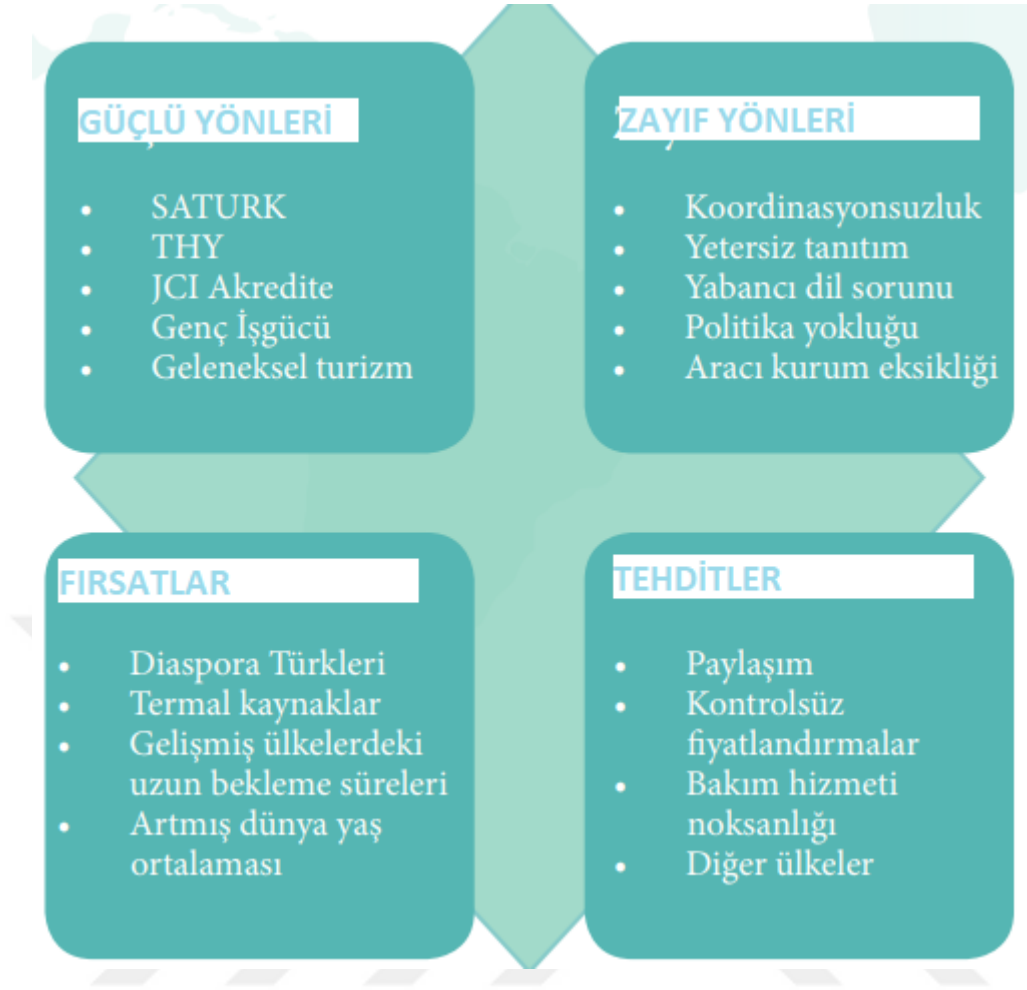 GÜÇLÜ YÖNLERİ
• SATURK
• THY
• JCI Akredite
• Genç İşgücü
• Geleneksel turizm
ZAYIF YÖNLERİ
• Koordinasyonsuzluk
• Yetersiz tanıtım
• Yabancı dil sorunu
• Politika yokluğu
• Aracı kurum eksikliği
FIRSATLAR
• Diaspora Türkleri
• Termal kaynaklar
• Gelişmiş ülkelerdeki
uzun bekleme süreleri
• Artmış dünya yaş
ortalaması
TEHDİTLER
• Paylaşım
• Kontrolsüz
fiyatlandırmalar
• Bakım hizmeti
noksanlığı
• Diğer ülkeler